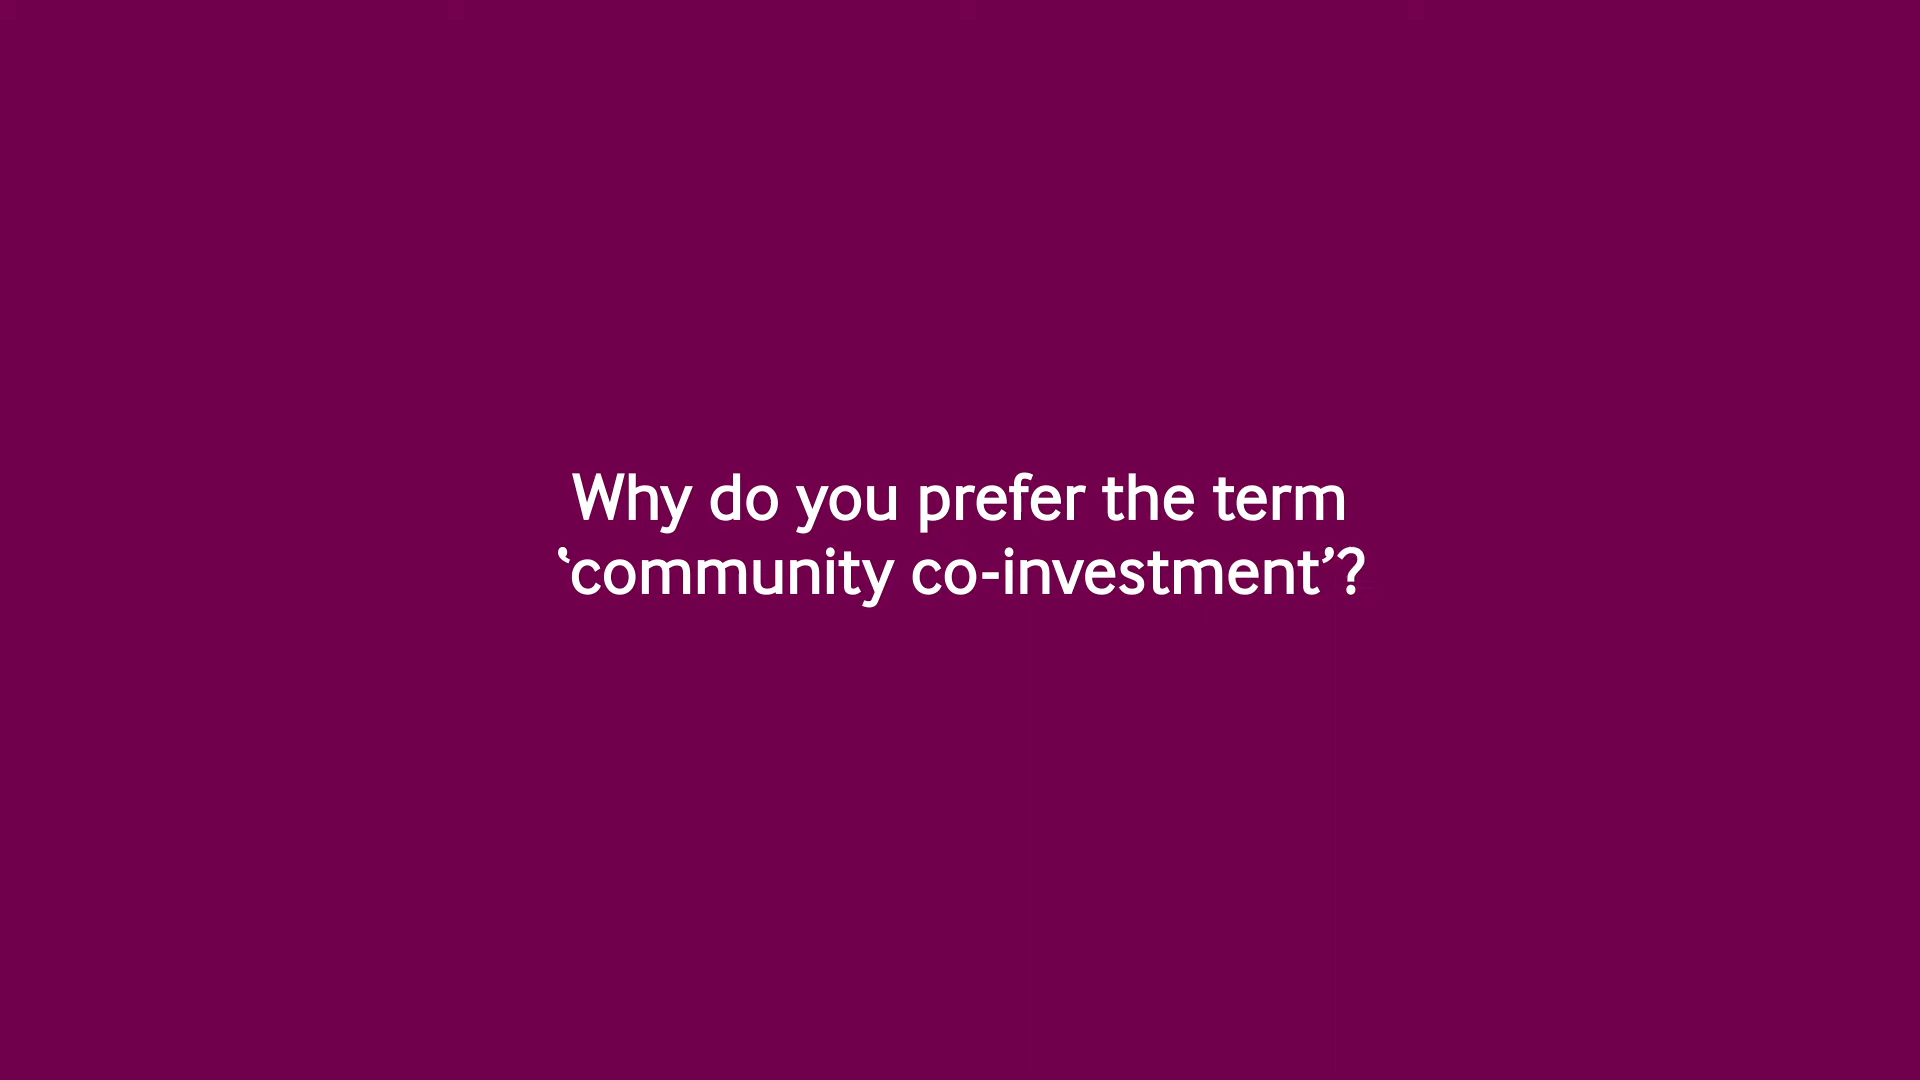 Why do you prefer the term
‘community co-investment’?